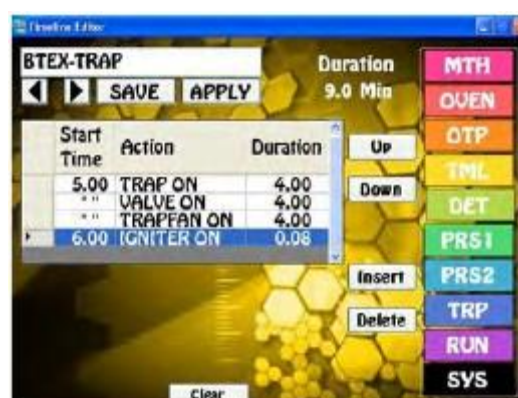 Timeline Editor
BTEX-TRAP
Duration
9.0 Min
SAVE
APPLY
Start Time
Action
Duration
5.00 TRAP ON 4.00
" " VALVE ON 4.00
" " TRAPFAN ON 4.00
6.00 IGNITER ON 0.08
Up
Down
Insert
Delete
Clear
MTH
OVEN
OTP
TML
DET
PRS1
PRS2
TRP
RUN
SYS